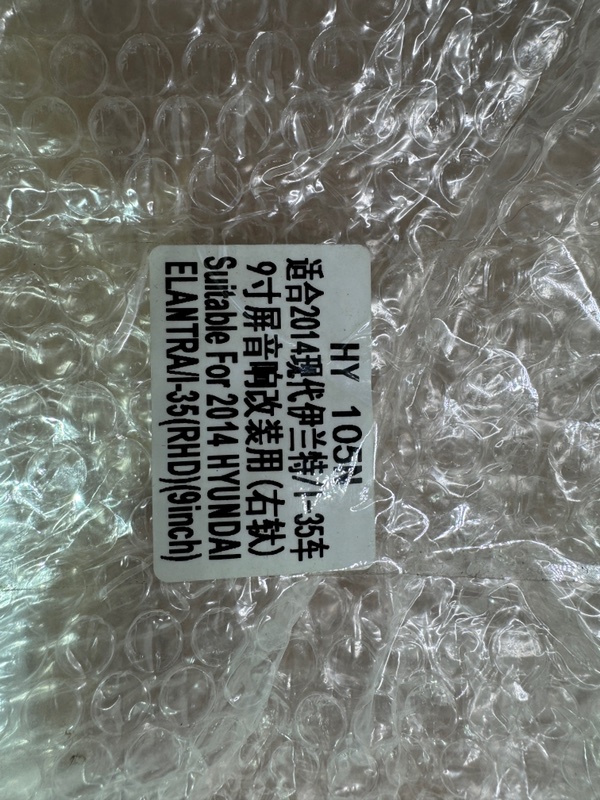 HY
适合2014现代伊兰特/I-35车
9寸屏音响改装用(右轪)
Suitable For 2014 HYUNDAI
ELANTRA/I-35(RHD)(9inch)